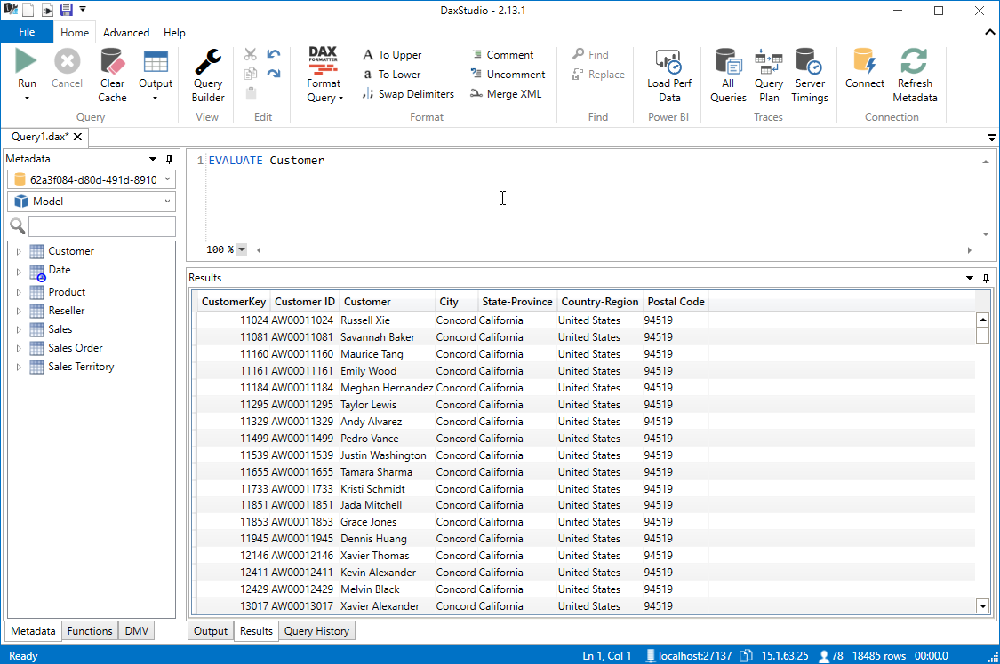 DaxStudio - 2.13.1
File Home Advanced Help
Run Cancel Clear Cache Output
Query
Query Builder
View
Edit
DAX FORMATTER
Format Query
A To Upper
a To Lower
Swap Delimiters
Comment
Uncomment
Merge XML
Format
Find
Replace
Find
Load Perf Data
Power BI
All Queries Query Plan Server Timings
Traces
Connect Refresh Metadata
Connection
Query1.dax*
Metadata
62a3f084-d80d-491d-8910
Model
Customer
Date
Product
Reseller
Sales
Sales Order
Sales Territory
Metadata Functions DMV
1 EVALUATE Customer
100 %
Results
CustomerKey Customer ID Customer City State-Province Country-Region Postal Code
11024 AW00011024 Russell Xie Concord California United States 94519
11081 AW00011081 Savannah Baker Concord California United States 94519
11160 AW00011160 Maurice Tang Concord California United States 94519
11161 AW00011161 Emily Wood Concord California United States 94519
11184 AW00011184 Meghan Hernandez Concord California United States 94519
11295 AW00011295 Taylor Lewis Concord California United States 94519
11329 AW00011329 Andy Alvarez Concord California United States 94519
11499 AW00011499 Pedro Vance Concord California United States 94519
11539 AW00011539 Justin Washington Concord California United States 94519
11655 AW00011655 Tamara Sharma Concord California United States 94519
11733 AW00011733 Kristi Schmidt Concord California United States 94519
11851 AW00011851 Jada Mitchell Concord California United States 94519
11853 AW00011853 Grace Jones Concord California United States 94519
11945 AW00011945 Dennis Huang Concord California United States 94519
12146 AW00012146 Xavier Thomas Concord California United States 94519
12411 AW00012411 Kevin Alexander Concord California United States 94519
12429 AW00012429 Melvin Black Concord California United States 94519
13017 AW00013017 Xavier Alexander Concord California United States 94519
Output Results Query History
Ready Ln 1, Col 1 localhost:27137 15.1.63.25 78 18485 rows 00:00.0